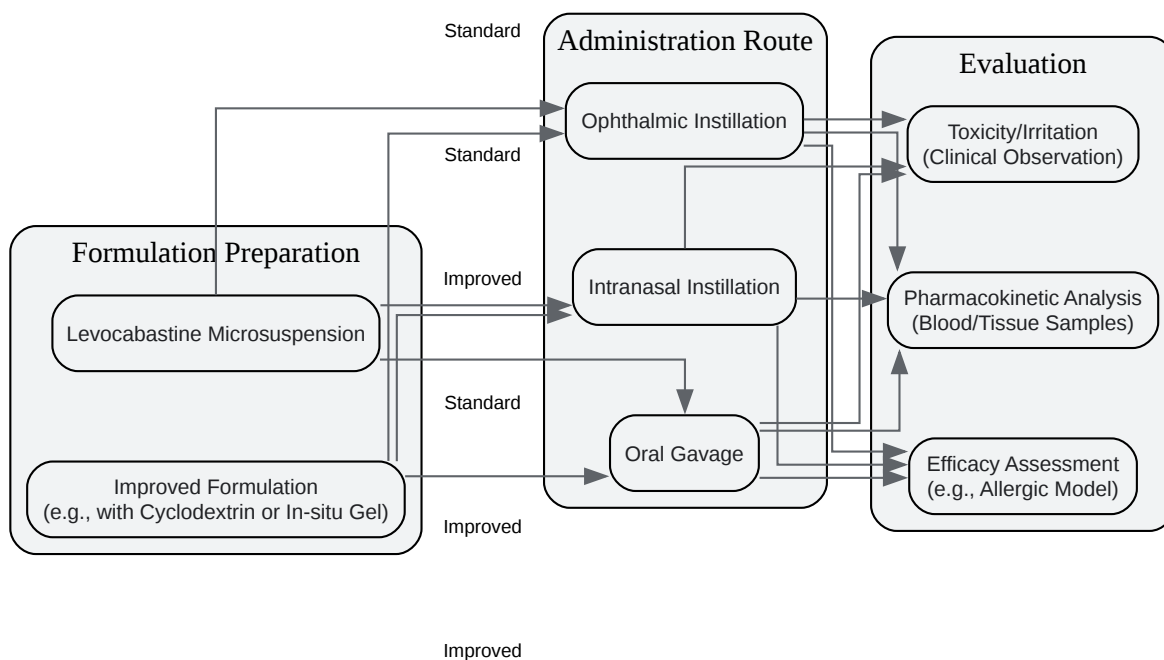 Standard
Administration Route
Evaluation
Ophthalmic Instillation
Toxicity/Irritation
(Clinical Observation)
Standard
Formulation Preparation
Improved
Intranasal Instillation
Pharmacokinetic Analysis
(Blood/Tissue Samples)
Levocabastine Microsuspension
Standard
Oral Gavage
Efficacy Assessment
(e.g., Allergic Model)
Improved Formulation
(e.g., with Cyclodextrin or In-situ Gel)
Improved
Improved